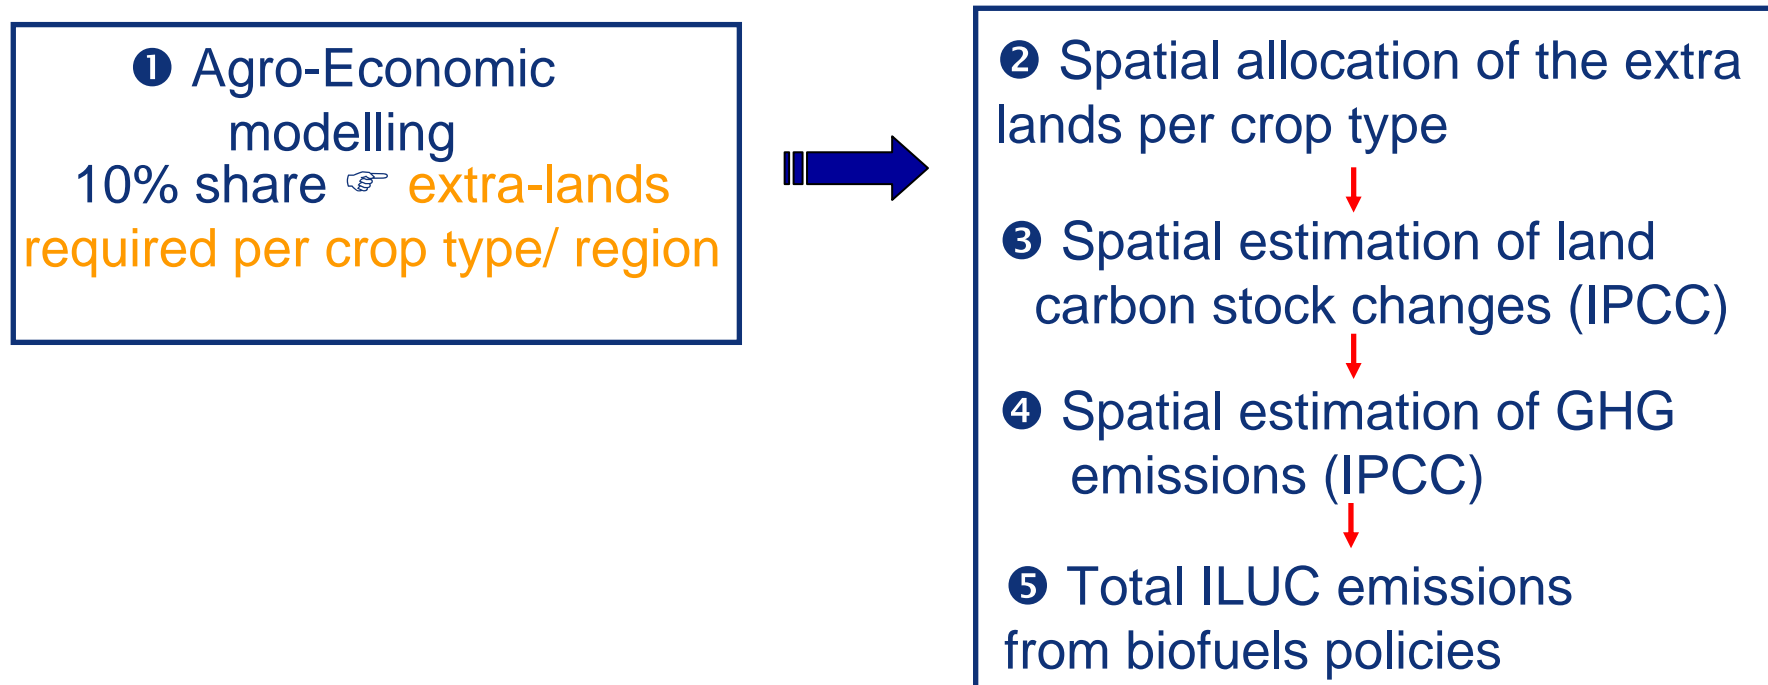 ❶ Agro-Economic
modelling
10% share ☞ extra-lands
required per crop type/ region
❷ Spatial allocation of the extra
lands per crop type
❸ Spatial estimation of land
carbon stock changes (IPCC)
❹ Spatial estimation of GHG
emissions (IPCC)
❺ Total ILUC emissions
from biofuels policies